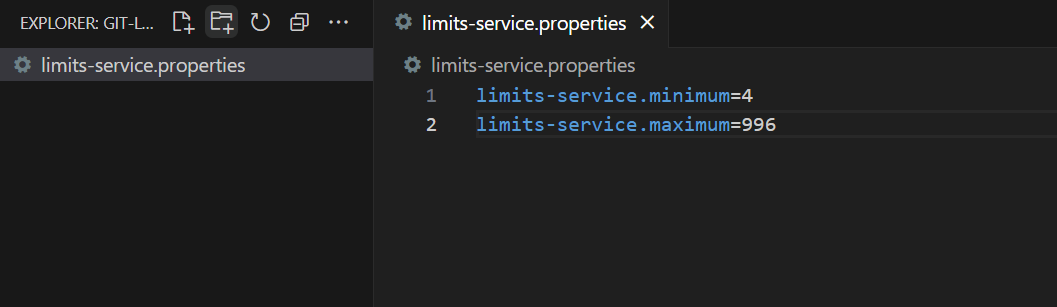 EXPLORER: GIT-L...
limits-service.properties
limits-service.properties
limits-service.properties
1 limits-service.minimum=4
2 limits-service.maximum=996